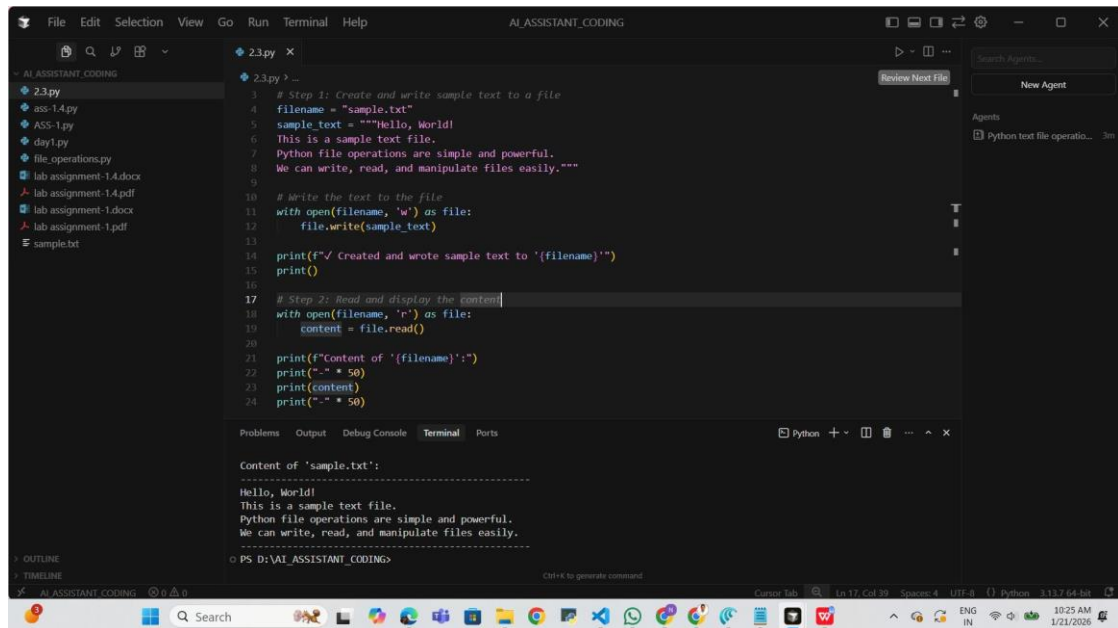 File Edit Selection View Go Run Terminal Help
AI_ASSISTANT_CODING
AI_ASSISTANT_CODING
2.3.py
ass-1.4.py
ASS-1.py
day1.py
file_operations.py
lab assignment-1.4.docx
lab assignment-1.4.pdf
lab assignment-1.docx
lab assignment-1.pdf
sample.txt
OUTLINE
TIMELINE
2.3.py
2.3.py > ...
Review Next File
3 # Step 1: Create and write sample text to a file
4 filename = "sample.txt"
5 sample_text = """Hello, World!
6 This is a sample text file.
7 Python file operations are simple and powerful.
8 We can write, read, and manipulate files easily."""
9
10 # Write the text to the file
11 with open(filename, 'w') as file:
12     file.write(sample_text)
13
14 print(f"✓ Created and wrote sample text to '{filename}'")
15 print()
16
17 # Step 2: Read and display the content
18 with open(filename, 'r') as file:
19     content = file.read()
20
21 print(f"Content of '{filename}':")
22 print("-" * 50)
23 print(content)
24 print("-" * 50)
Problems Output Debug Console Terminal Ports
Python
Content of 'sample.txt':
--------------------------------------------------
Hello, World!
This is a sample text file.
Python file operations are simple and powerful.
We can write, read, and manipulate files easily.
--------------------------------------------------
PS D:\AI_ASSISTANT_CODING>
Ctrl+K to generate command
Search Agents...
New Agent
Agents
Python text file operatio... 3m
AI_ASSISTANT_CODING 0 0
Cursor Tab Ln 17, Col 39 Spaces: 4 UTF-8 {} Python 3.13.7 64-bit
3
Search
ENG
IN
10:25 AM
1/21/2026